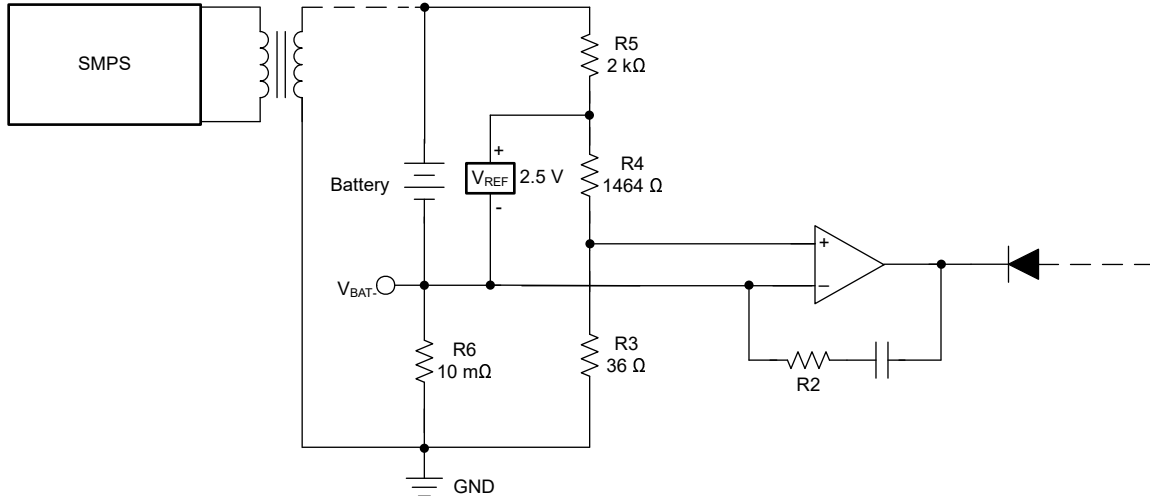 SMPS
R5
2 kΩ
+
VREF
2.5 V
-
R4
1464 Ω
Battery
+
–
VBAT-
R6
10 mΩ
R3
36 Ω
R2
GND